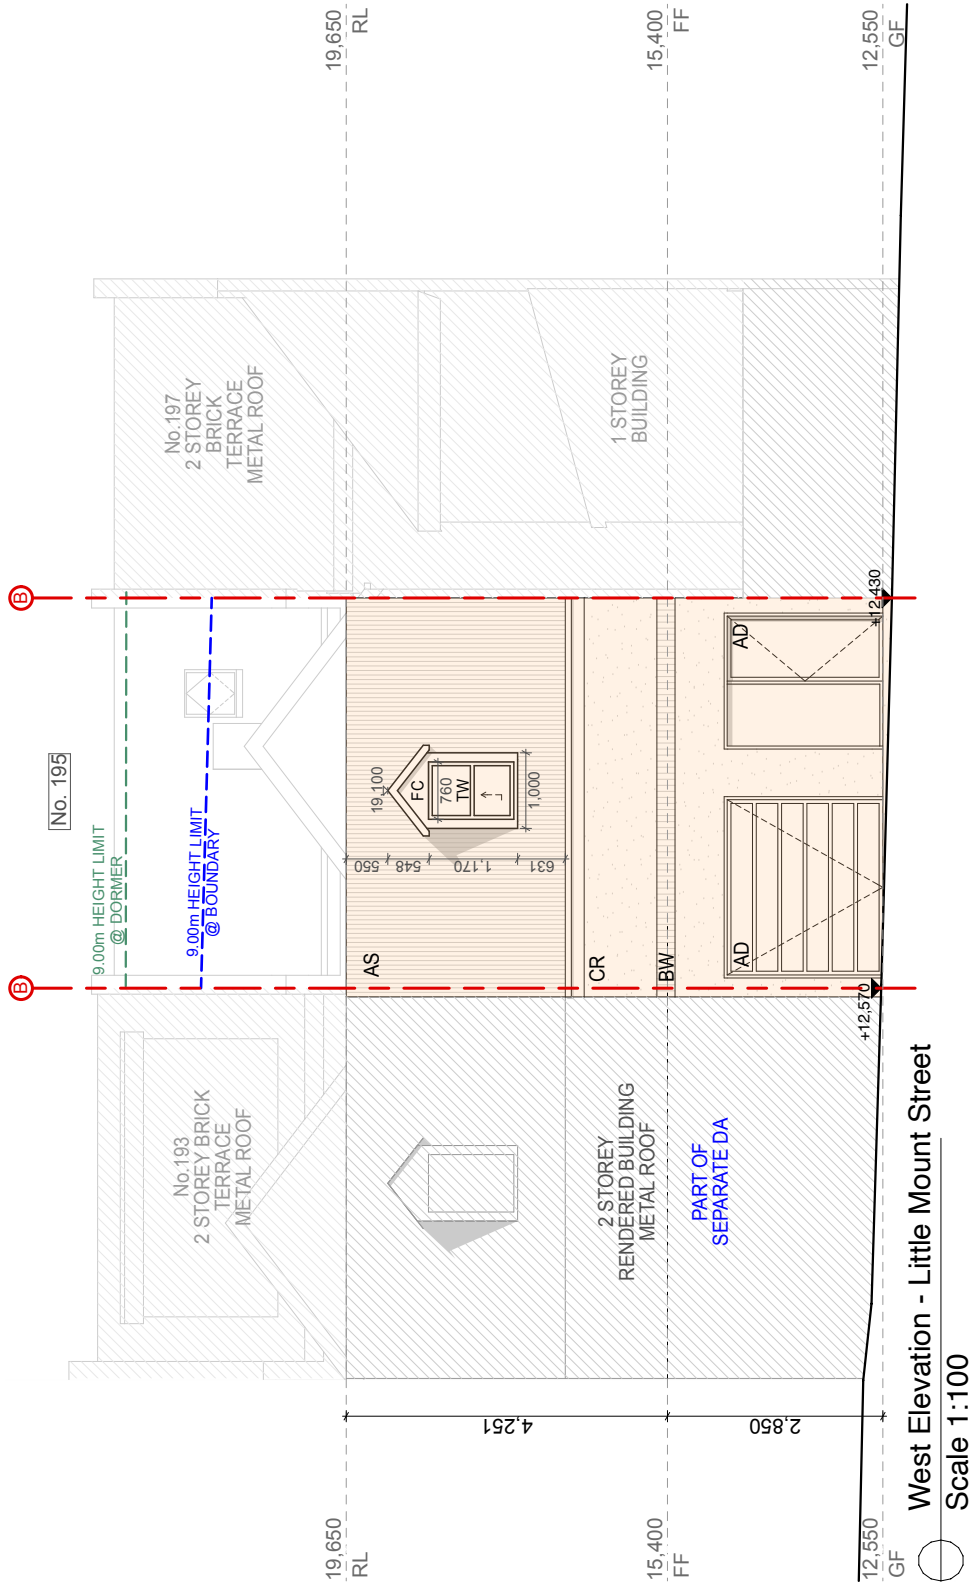 No. 195
9.00m HEIGHT LIMIT
@ DORMER
9.00m HEIGHT LIMIT
@ BOUNDARY
B
B
No.193
2 STOREY BRICK
TERRACE
METAL ROOF
No.197
2 STOREY
BRICK
TERRACE
METAL ROOF
19,650
RL
19,650
RL
AS
550
548
1,170
631
19,100
FC
760
TW
1,000
CR
BW
2 STOREY
RENDERED BUILDING
METAL ROOF
PART OF
SEPARATE DA
1 STOREY
BUILDING
4,251
15,400
FF
15,400
FF
2,850
AD
AD
+12,570
+12,430
12,550
GF
12,550
GF
West Elevation - Little Mount Street
Scale 1:100